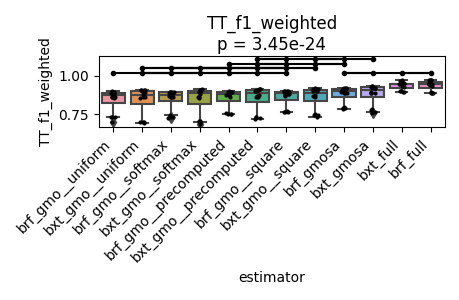 TT_f1_weighted
p = 3.45e-24
TT_f1_weighted
1.00
0.75
brf_gmo__uniform
bxt_gmo__uniform
brf_gmo__softmax
bxt_gmo__softmax
brf_gmo__precomputed
bxt_gmo__precomputed
brf_gmo__square
bxt_gmo__square
brf_gmosa
bxt_gmosa
bxt_full
brf_full
estimator